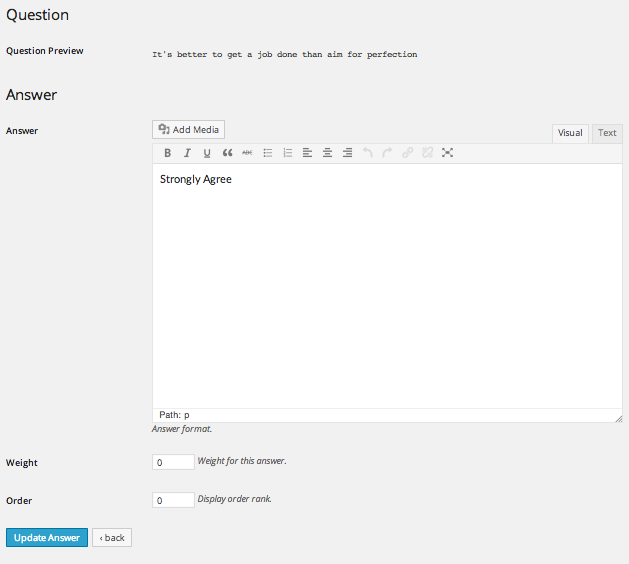 Question
Question Preview
It's better to get a job done than aim for perfection
Answer
Answer
Add Media
Visual Text
B I U ABC
Strongly Agree
Path: p
Answer format.
Weight 0 Weight for this answer.
Order 0 Display order rank.
Update Answer ‹ back